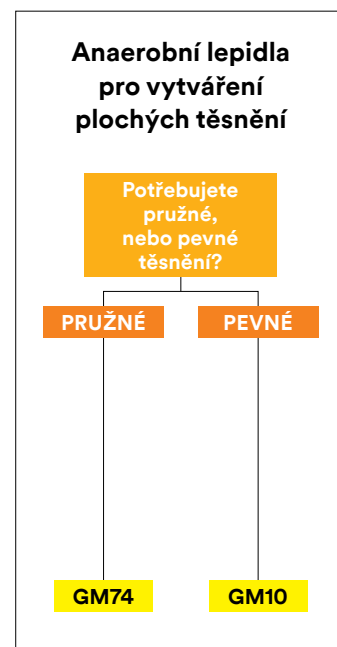 Anaerobní lepidla
pro vytváření
plochých těsnění
Potřebujete
pružné,
nebo pevné
těsnění?
PRUŽNÉ
PEVNÉ
GM74
GM10